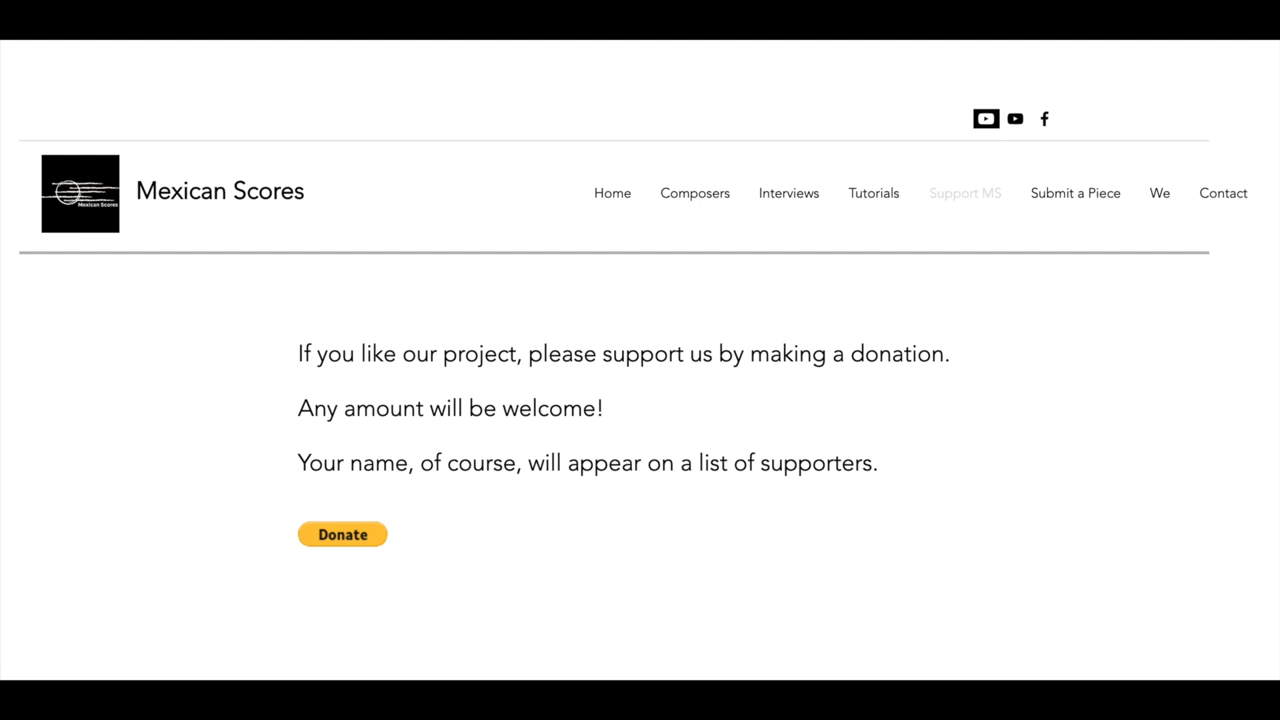 Mexican Scores
Mexican Scores
Home Composers Interviews Tutorials Support MS Submit a Piece We Contact
If you like our project, please support us by making a donation.
Any amount will be welcome!
Your name, of course, will appear on a list of supporters.
Donate